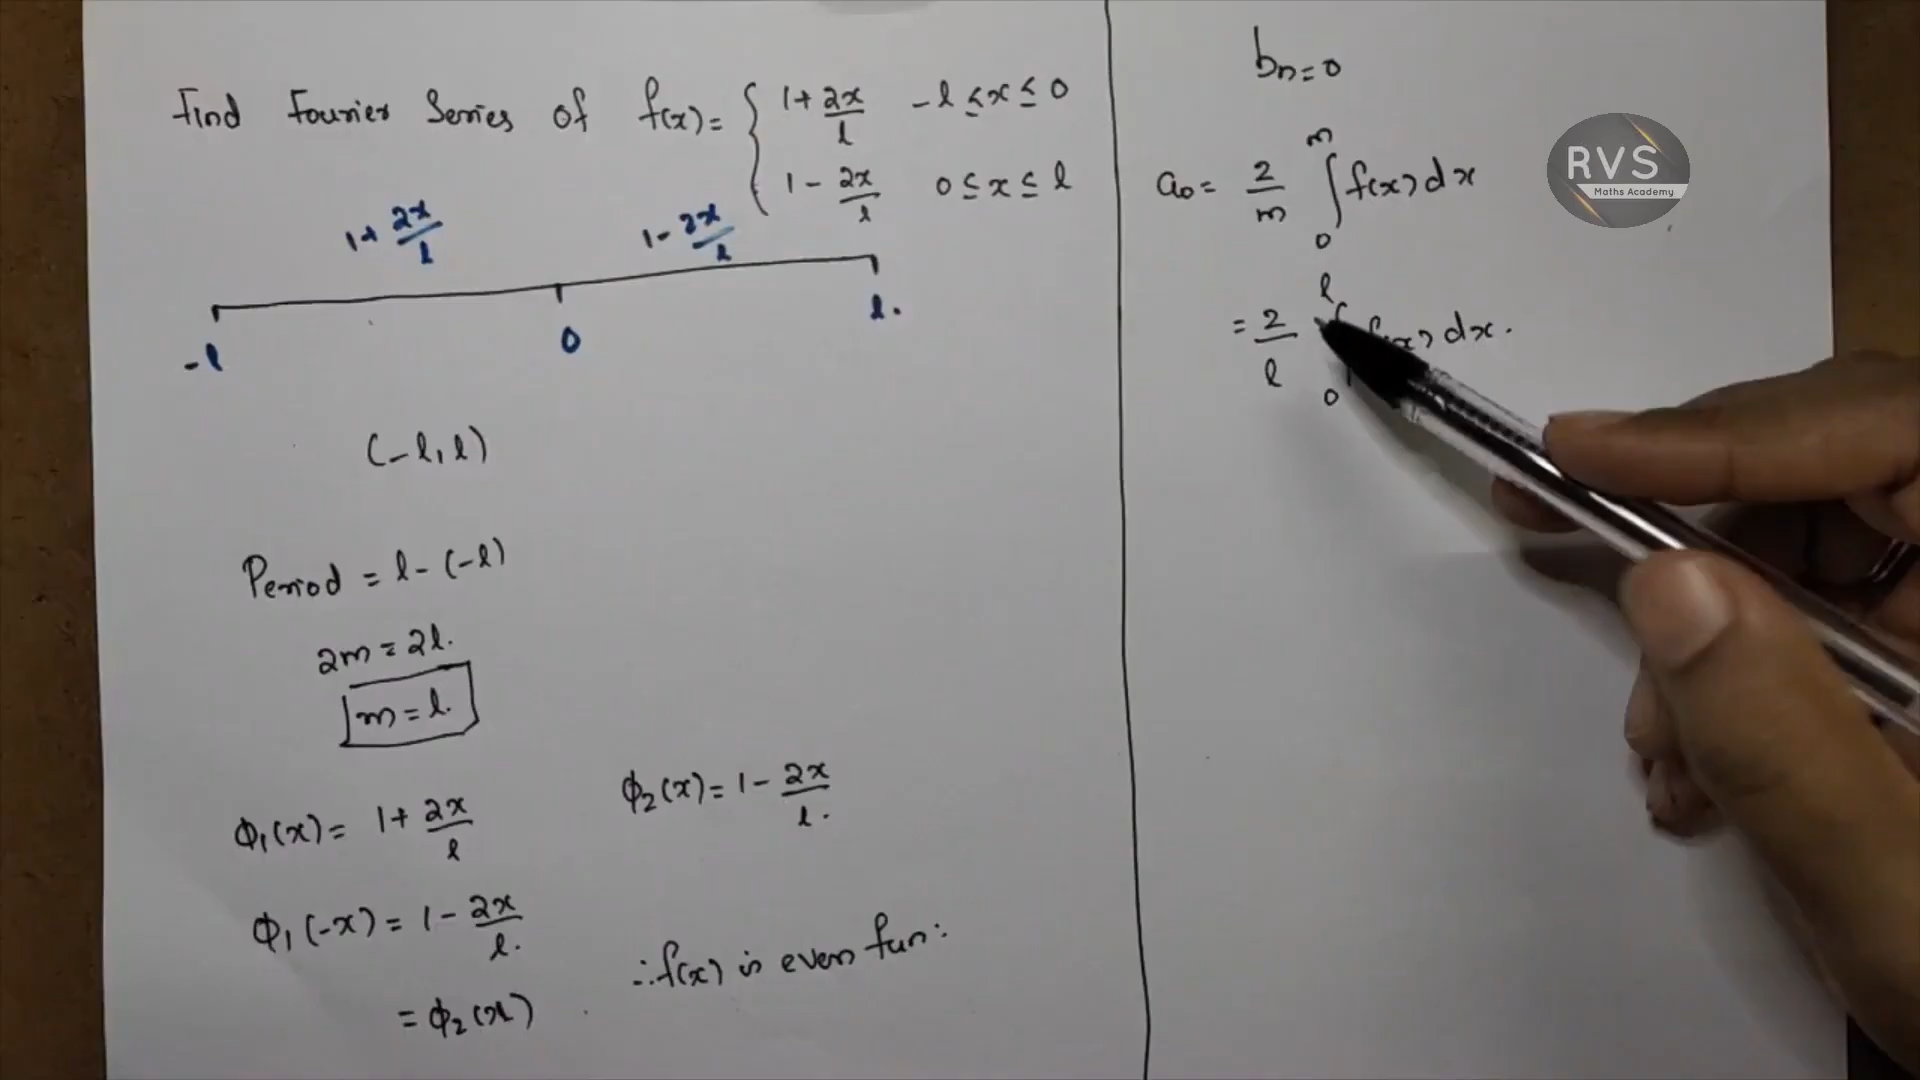 Find Fourier Series of f(x) = { 1 + 2x/l   -l ≤ x ≤ 0
1 - 2x/l   0 ≤ x ≤ l
1 + 2x/l   1 - 2x/l
-l   0   l.
(-l, l)
Period = l - (-l)
2m = 2l.
m = l.
ϕ₁(x) = 1 + 2x/l   ϕ₂(x) = 1 - 2x/l.
ϕ₁(-x) = 1 - 2x/l.
= ϕ₂(x)   ∴ f(x) is even fun:
bn = 0
a₀ = 2/m ∫₀ᵐ f(x) dx
= 2/l ∫₀ˡ f(x) dx.
RVS
Maths Academy